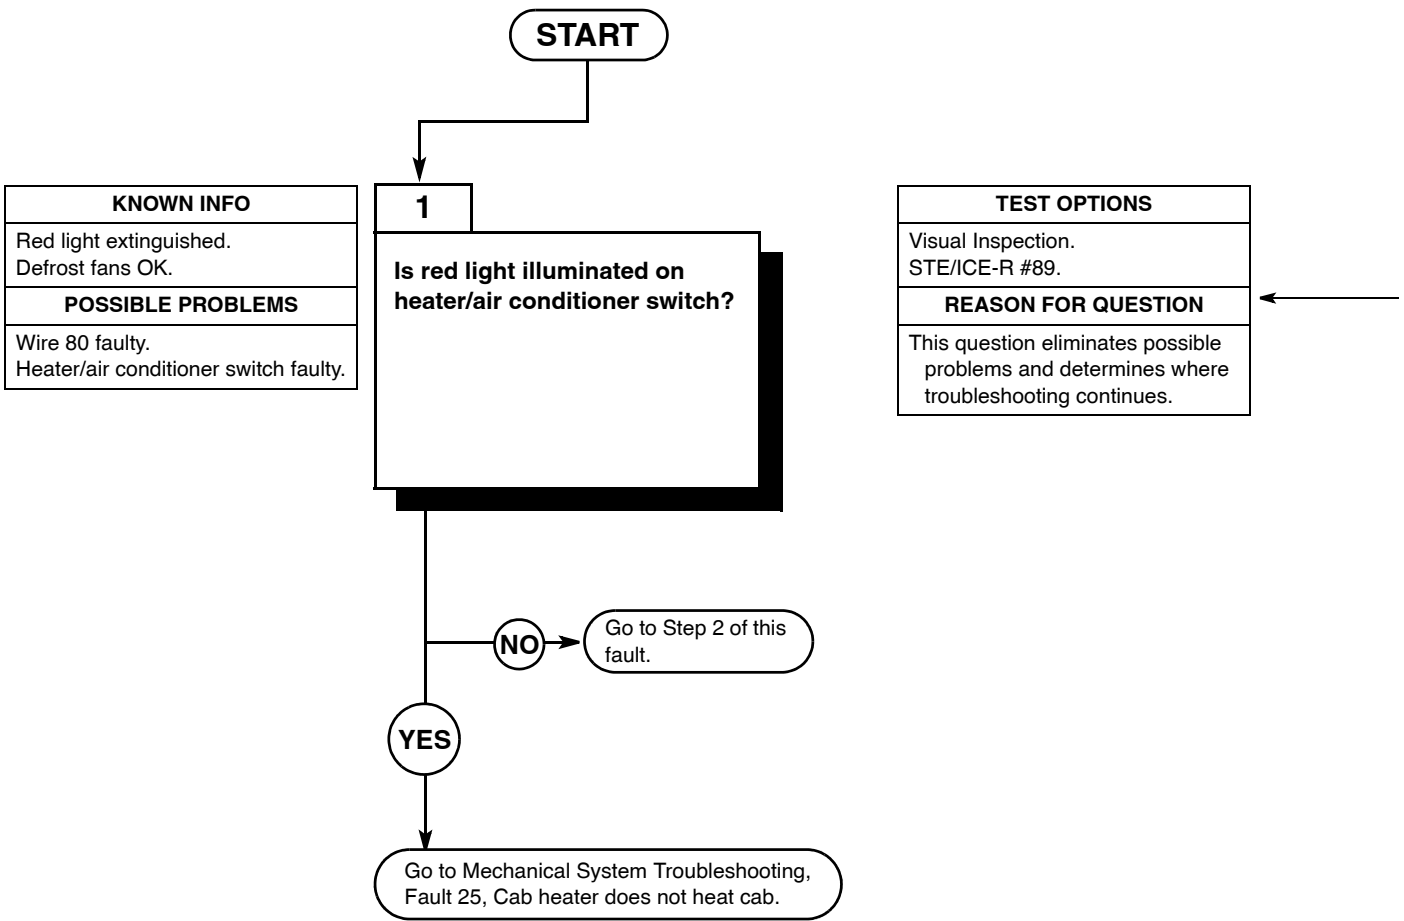 START
KNOWN INFO
Red light extinguished.
Defrost fans OK.
POSSIBLE PROBLEMS
Wire 80 faulty.
Heater/air conditioner switch faulty.
1
Is red light illuminated on
heater/air conditioner switch?
TEST OPTIONS
Visual Inspection.
STE/ICE-R #89.
REASON FOR QUESTION
This question eliminates possible
problems and determines where
troubleshooting continues.
NO
Go to Step 2 of this
fault.
YES
Go to Mechanical System Troubleshooting,
Fault 25, Cab heater does not heat cab.